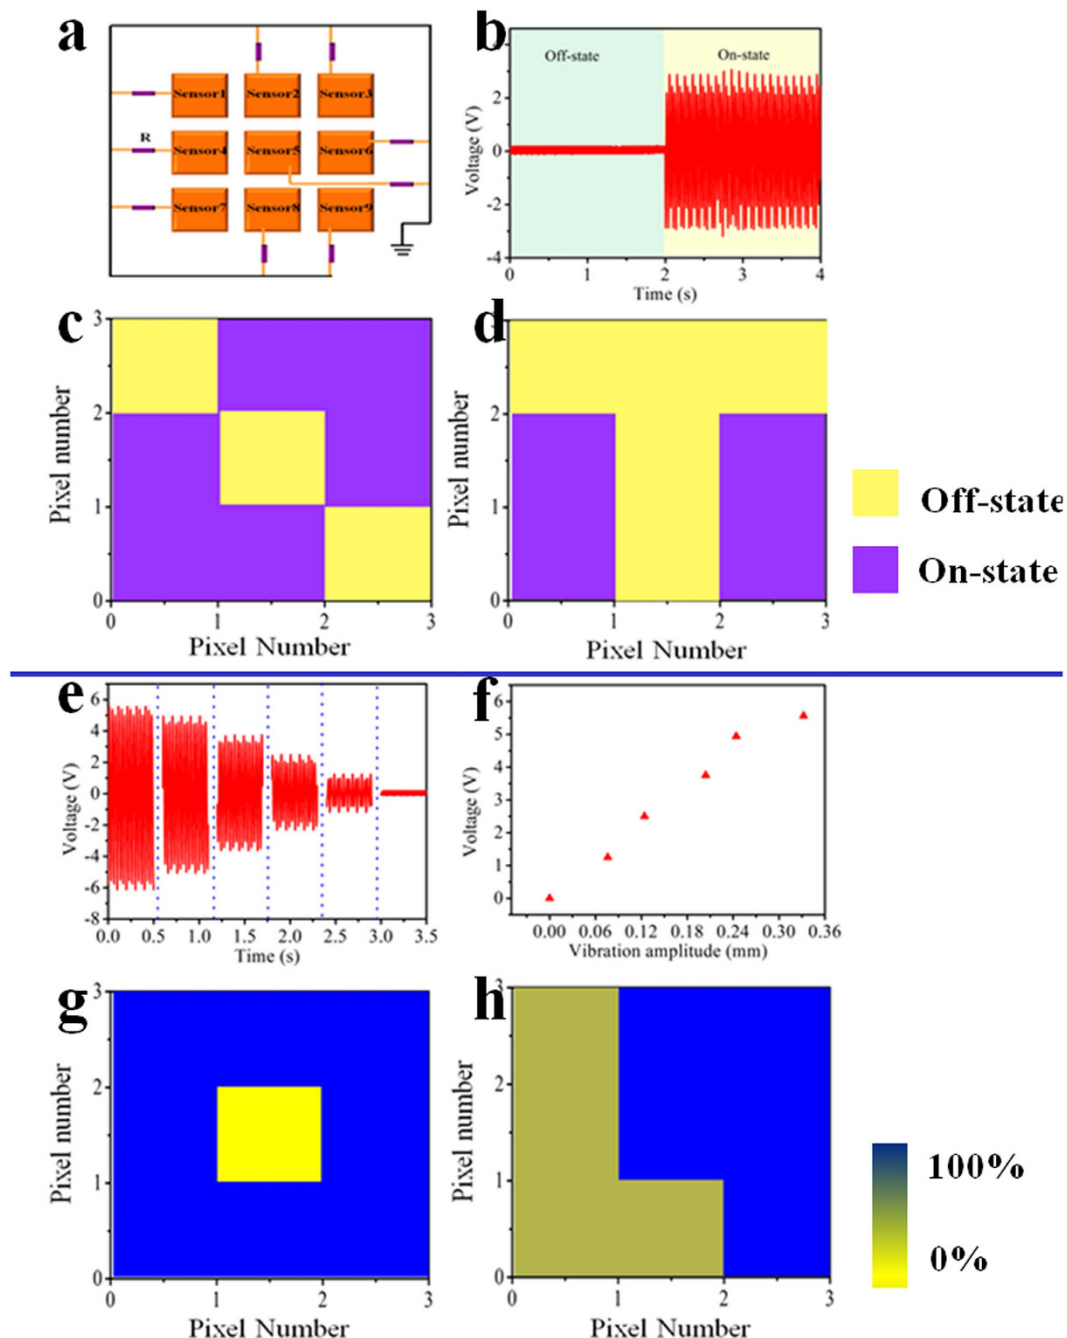 a
Sensor1 Sensor2 Sensor3
R
Sensor4 Sensor5 Sensor6
Sensor7 Sensor8 Sensor9
b
Off-state On-state
Voltage (V)
2
0
-2
-4
0 1 2 3 4
Time (s)
c
Pixel number
3
2
1
0
0 1 2 3
Pixel Number
d
Pixel number
2
1
0
0 1 2 3
Pixel Number
Off-state
On-state
e
Voltage (V)
6
4
2
0
-2
-4
-6
-8
0.0 0.5 1.0 1.5 2.0 2.5 3.0 3.5
Time (s)
f
Voltage (V)
6
5
4
3
2
1
0
0.00 0.06 0.12 0.18 0.24 0.30 0.36
Vibration amplitude (mm)
g
Pixel number
3
2
1
0
0 1 2 3
Pixel Number
h
Pixel number
3
2
1
0
0 1 2 3
Pixel Number
100%
0%